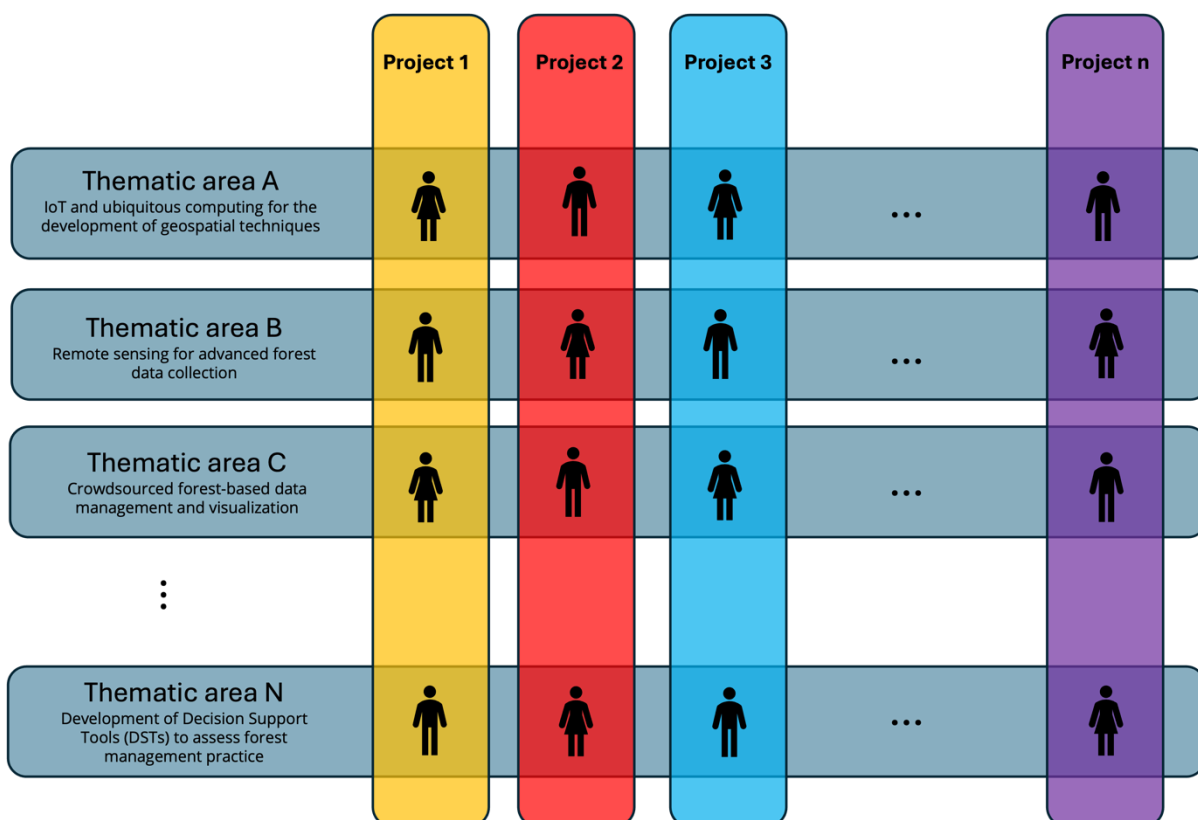 Project 1
Project 2
Project 3
Project n
Thematic area A
IoT and ubiquitous computing for the
development of geospatial techniques
...
Thematic area B
Remote sensing for advanced forest
data collection
...
Thematic area C
Crowdsourced forest-based data
management and visualization
...
⋮
Thematic area N
Development of Decision Support
Tools (DSTs) to assess forest
management practice
...